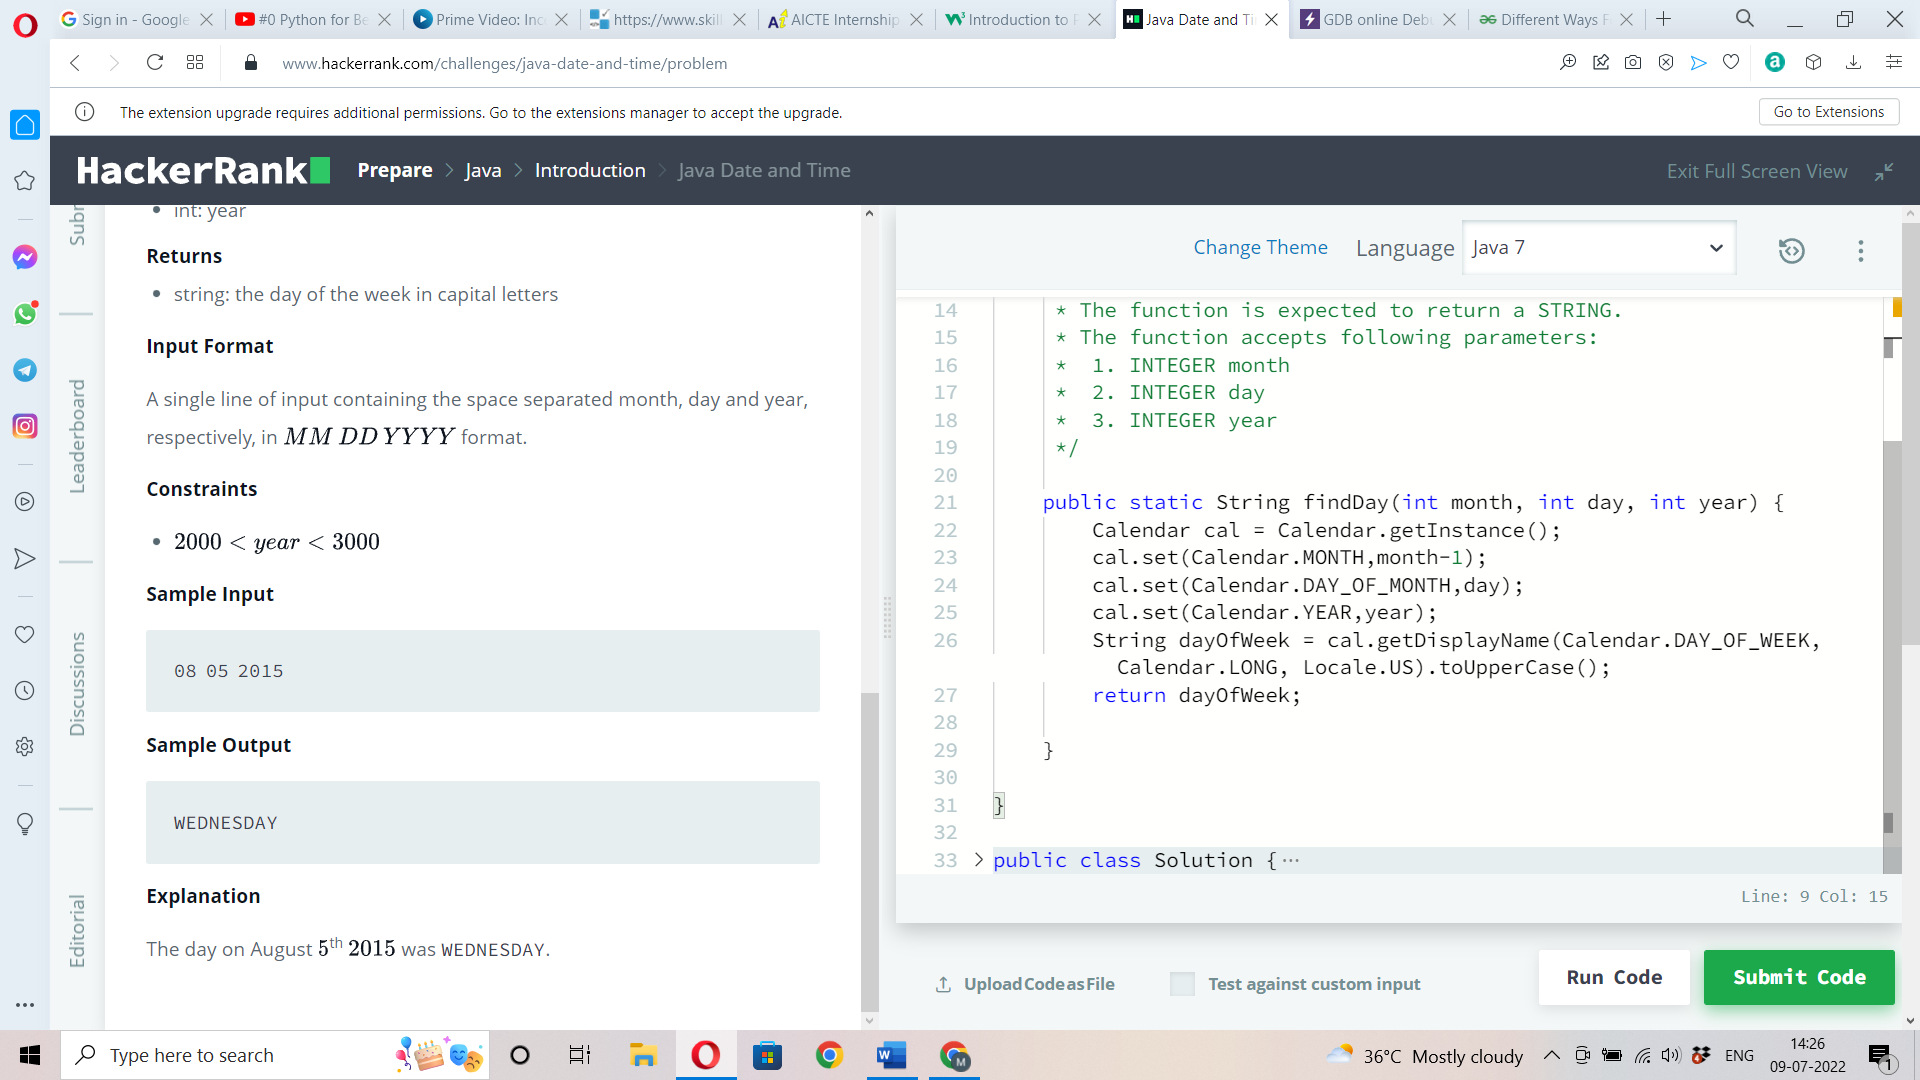 Sign in - Google
#0 Python for Be
Prime Video: Inc
https://www.skill
AICTE Internship
Introduction to
Java Date and Ti
GDB online Deb
Different Ways F
www.hackerrank.com/challenges/java-date-and-time/problem
The extension upgrade requires additional permissions. Go to the extensions manager to accept the upgrade.
Go to Extensions
HackerRank
Prepare > Java > Introduction > Java Date and Time
Exit Full Screen View
Subr
Leaderboard
Discussions
Editorial
• int: year
Returns
• string: the day of the week in capital letters
Input Format
A single line of input containing the space separated month, day and year,
respectively, in MM DD YYYY format.
Constraints
• 2000 < year < 3000
Sample Input
08 05 2015
Sample Output
WEDNESDAY
Explanation
The day on August 5th 2015 was WEDNESDAY.
Change Theme Language Java 7
14 * The function is expected to return a STRING.
15 * The function accepts following parameters:
16 * 1. INTEGER month
17 * 2. INTEGER day
18 * 3. INTEGER year
19 */
20
21 public static String findDay(int month, int day, int year) {
22 Calendar cal = Calendar.getInstance();
23 cal.set(Calendar.MONTH,month-1);
24 cal.set(Calendar.DAY_OF_MONTH,day);
25 cal.set(Calendar.YEAR,year);
26 String dayOfWeek = cal.getDisplayName(Calendar.DAY_OF_WEEK,
Calendar.LONG, Locale.US).toUpperCase();
27 return dayOfWeek;
28
29 }
30
31 }
32
33 > public class Solution {···
Line: 9 Col: 15
Upload Code as File
Test against custom input
Run Code
Submit Code
Type here to search
36°C Mostly cloudy
ENG
14:26
09-07-2022
1